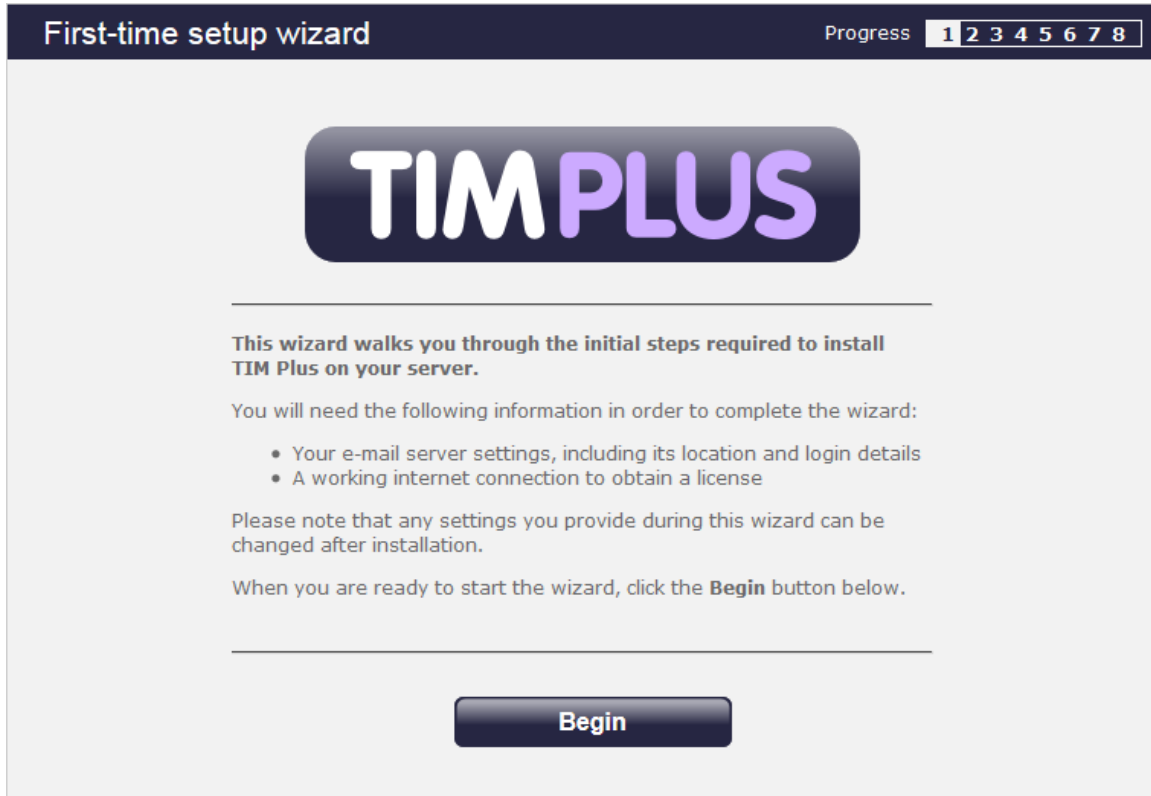 First-time setup wizard
Progress 1 2 3 4 5 6 7 8
TIM PLUS
This wizard walks you through the initial steps required to install
TIM Plus on your server.
You will need the following information in order to complete the wizard:
• Your e-mail server settings, including its location and login details
• A working internet connection to obtain a license
Please note that any settings you provide during this wizard can be
changed after installation.
When you are ready to start the wizard, click the Begin button below.
Begin